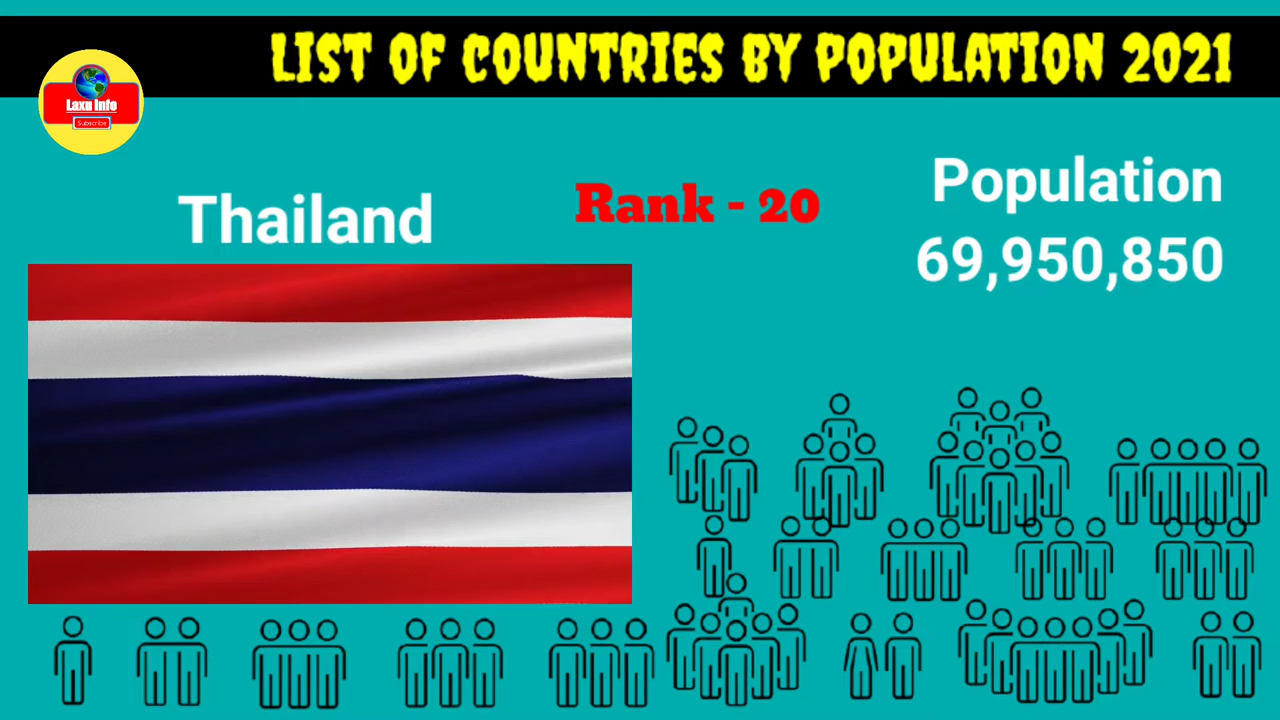 LIST OF COUNTRIES BY POPULATION 2021
Laxu Info
Subscribe
Thailand
Rank - 20
Population
69,950,850